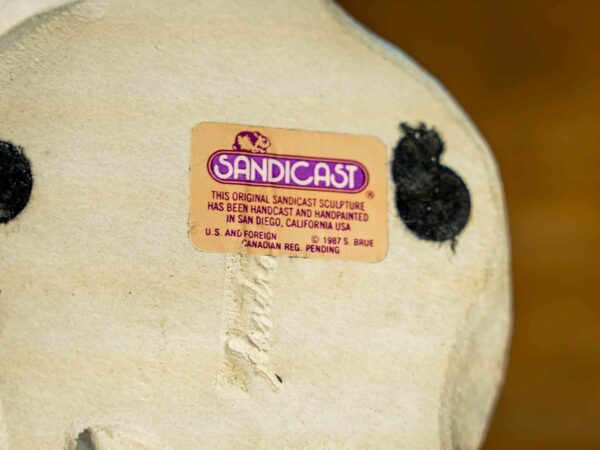 SANDICAST ®
THIS ORIGINAL SANDICAST SCULPTURE
HAS BEEN HANDCAST AND HANDPAINTED
IN SAN DIEGO, CALIFORNIA USA
U.S. AND FOREIGN © 1987 S. BRUE
CANADIAN REG. PENDING
Sandra